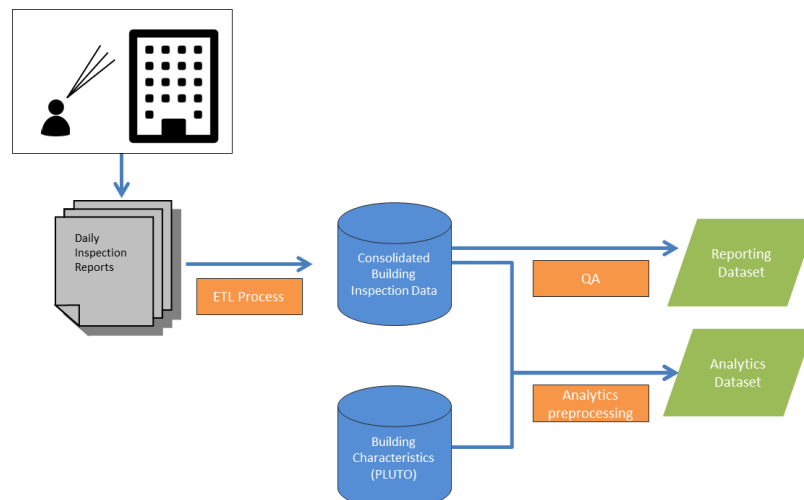 Daily
Inspection
Reports
ETL Process
Consolidated
Building
Inspection Data
QA
Reporting
Dataset
Analytics
Dataset
Analytics
preprocessing
Building
Characteristics
(PLUTO)